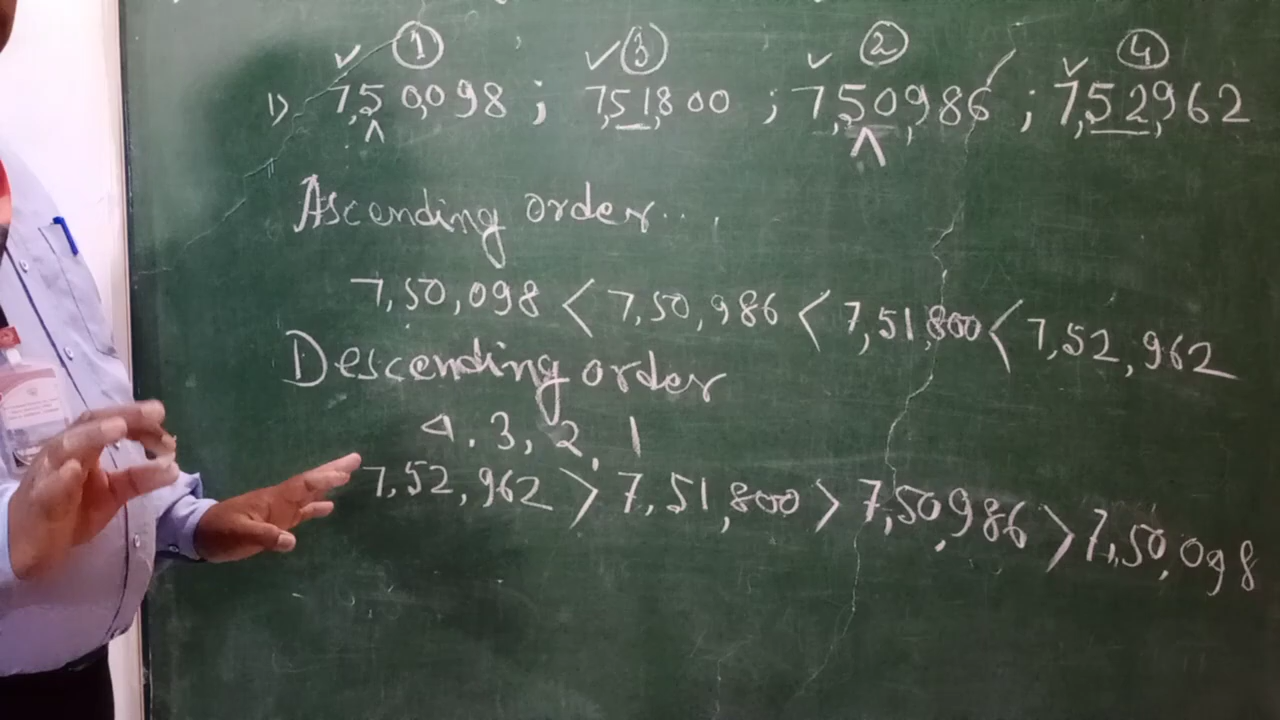 ✓ ① ✓ ③ ✓ ② ✓ ④
1) 7,50,098 ; 7,51,800 ; 7,50,986 ; 7,52,962
Ascending order...
7,50,098 < 7,50,986 < 7,51,800 < 7,52,962
Descending order
4. 3, 2, 1
7,52,962 > 7,51,800 > 7,50,986 > 7,50,098